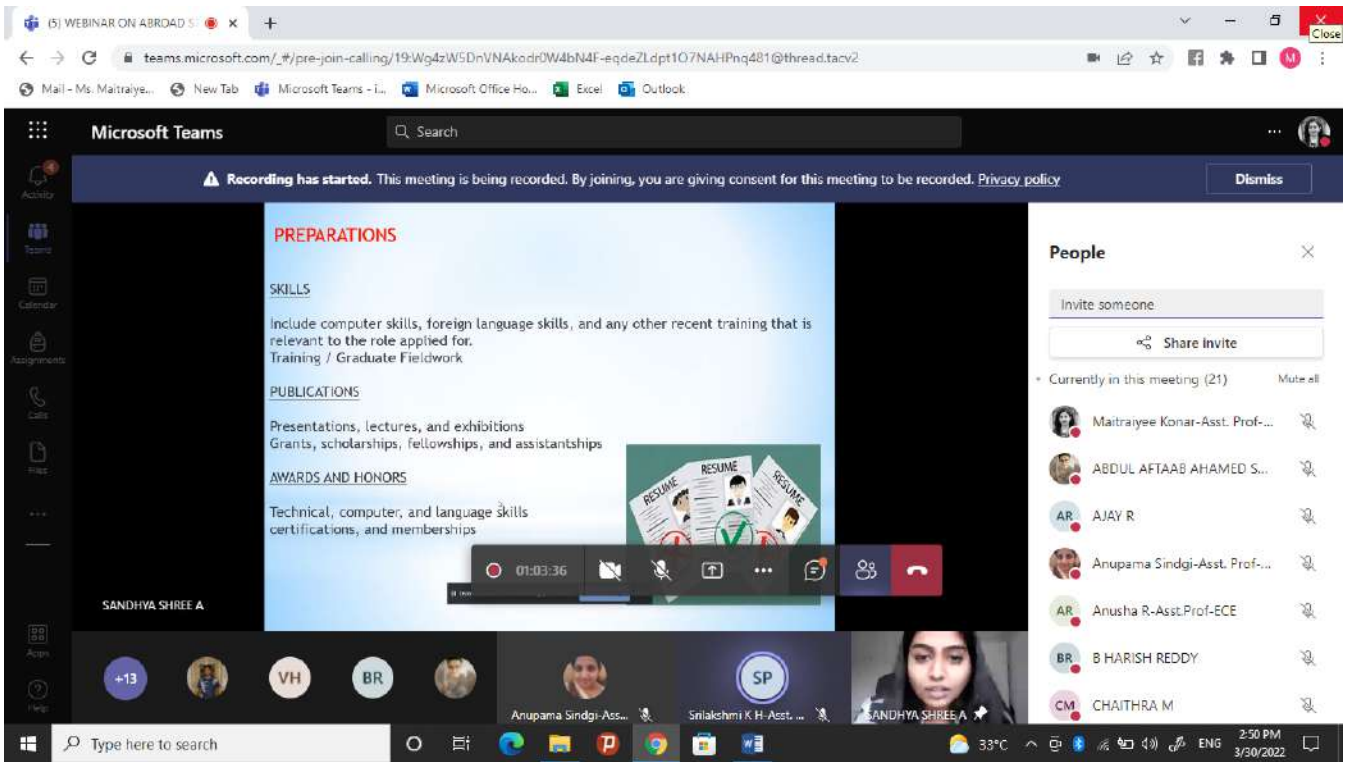 (5) WEBINAR ON ABROAD S
Close
teams.microsoft.com/_#/pre-join-calling/19:Wg4zW5DnVNAkodr0W4bN4F-eqdeZLdpt1O7NAHPnq481@thread.tacv2
Mail - Ms. Maitraiye... New Tab Microsoft Teams - i... Microsoft Office Ho... Excel Outlook
Microsoft Teams
Search
Recording has started. This meeting is being recorded. By joining, you are giving consent for this meeting to be recorded. Privacy policy
Dismiss
Activity
Teams
Calendar
Assignments
Calls
Files
Apps
Help
PREPARATIONS
SKILLS
Include computer skills, foreign language skills, and any other recent training that is
relevant to the role applied for.
Training / Graduate Fieldwork
PUBLICATIONS
Presentations, lectures, and exhibitions
Grants, scholarships, fellowships, and assistantships
AWARDS AND HONORS
Technical, computer, and language skills
certifications, and memberships
RESUME
RESUME
RESUME
01:03:36
SANDHYA SHREE A
+13
VH
BR
Anupama Sindgi-Ass...
SP
Srilakshmi K H-Asst. ...
SANDHYA SHREE A
People
Invite someone
Share invite
Currently in this meeting (21) Mute all
Maitraiyee Konar-Asst. Prof-...
ABDUL AFTAAB AHAMED S...
AR AJAY R
Anupama Sindgi-Asst. Prof-...
AR Anusha R-Asst.Prof-ECE
BR B HARISH REDDY
CM CHAITHRA M
Type here to search
33°C
ENG
2:50 PM
3/30/2022